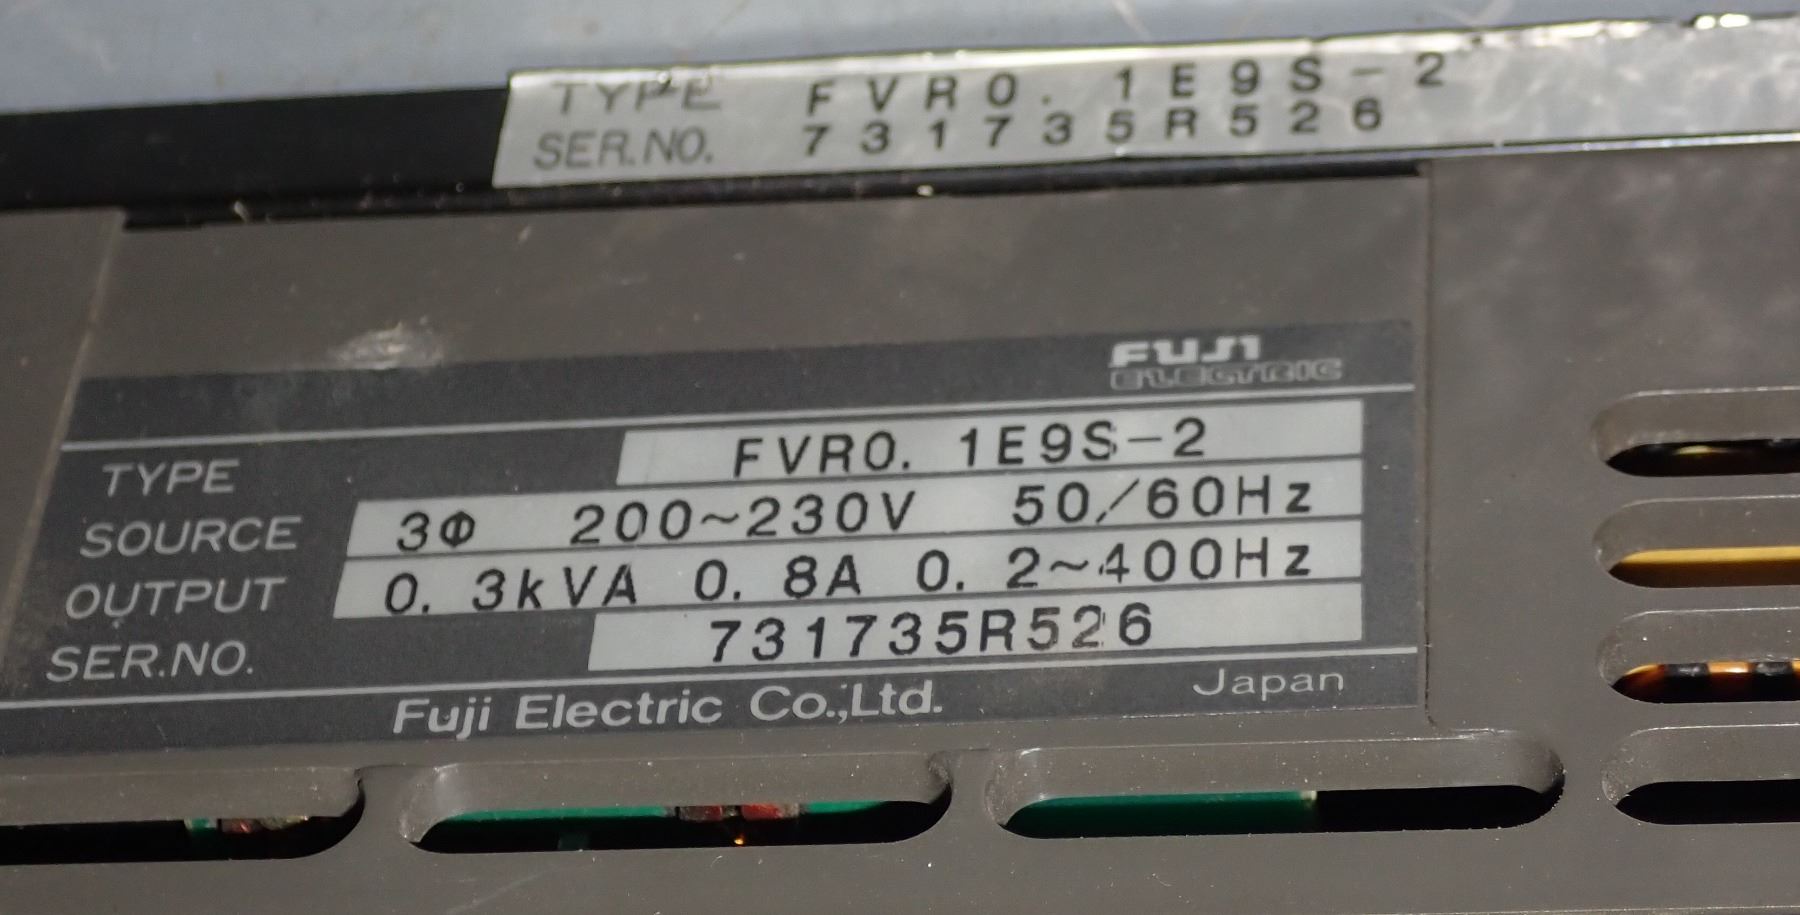 TYPE FVR0.1E9S-2
SER.NO. 731735R526
FUJI
ELECTRIC
TYPE FVR0.1E9S-2
SOURCE 3Φ 200~230V 50/60Hz
OUTPUT 0.3kVA 0.8A 0.2~400Hz
SER.NO. 731735R526
Fuji Electric Co.,Ltd. Japan